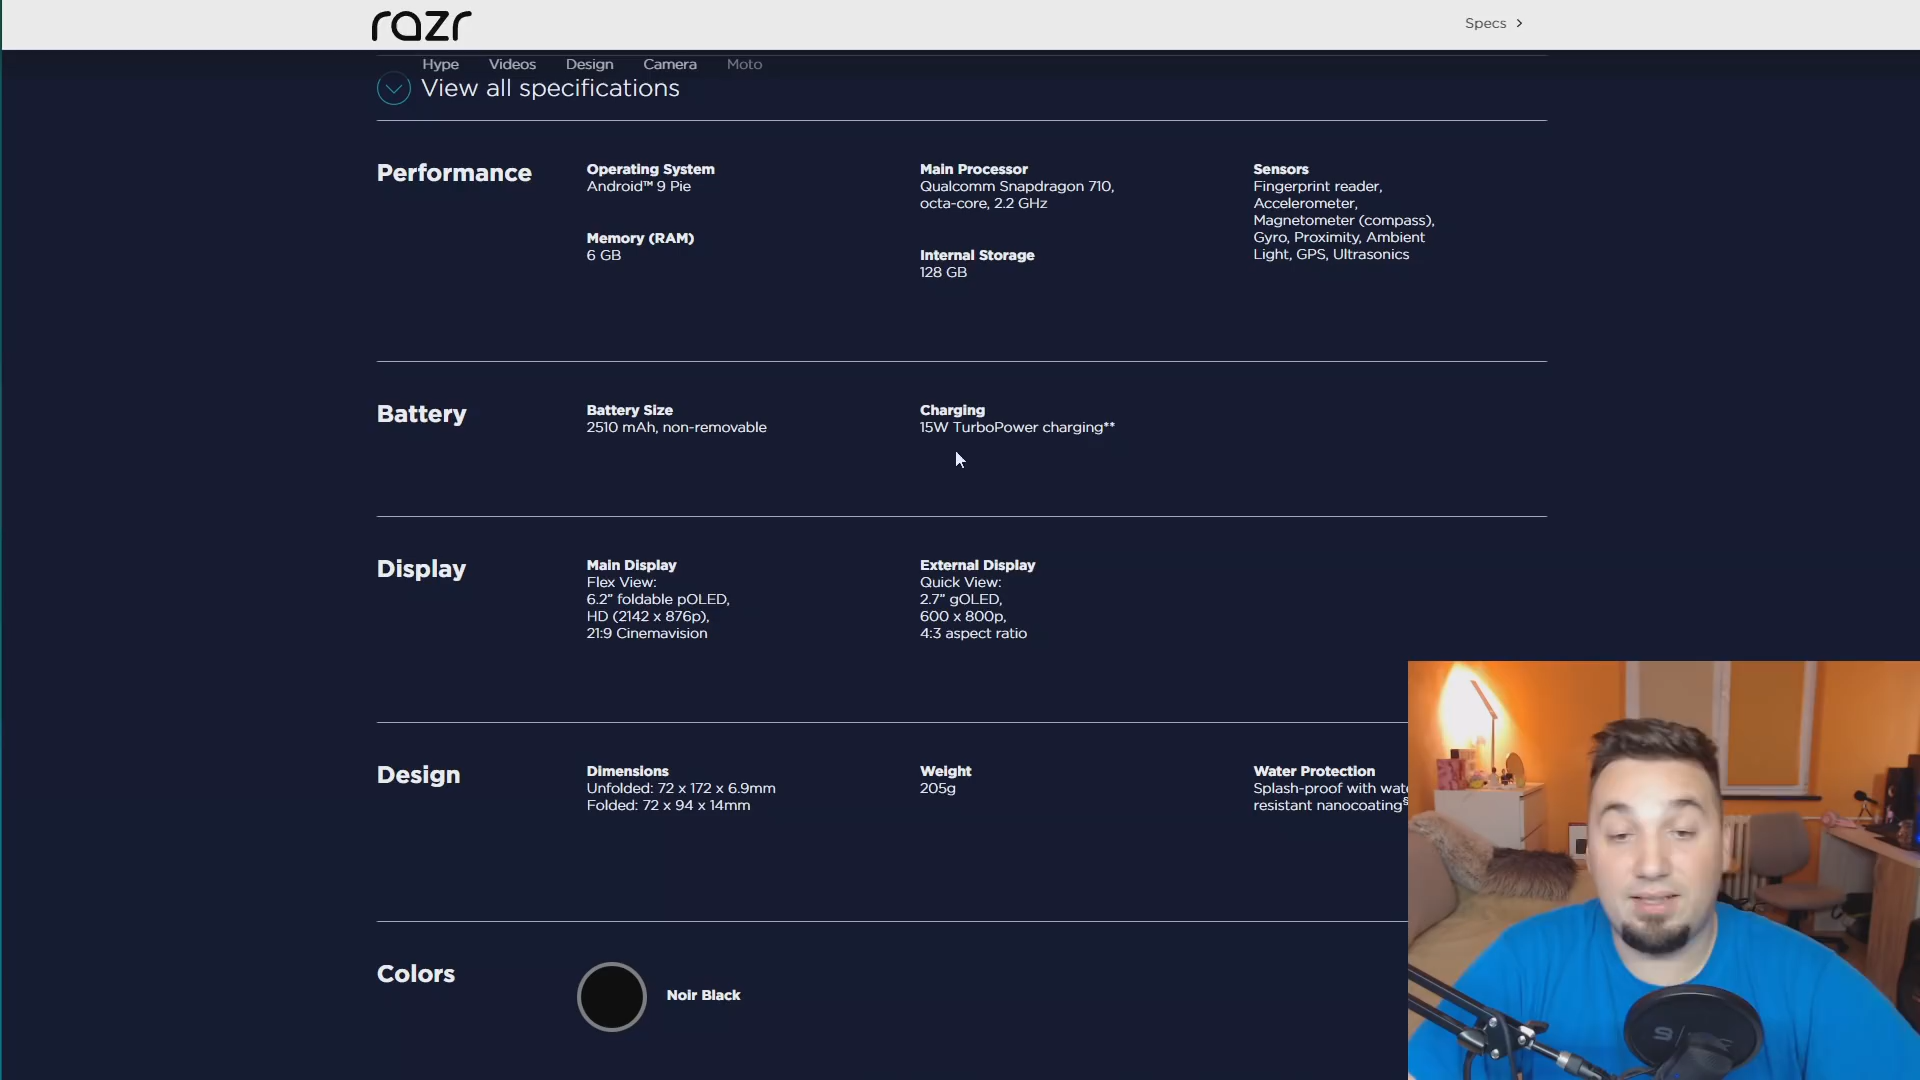 razr
Specs
Hype Videos Design Camera Moto
View all specifications
Performance
Operating System
Android™ 9 Pie
Memory (RAM)
6 GB
Main Processor
Qualcomm Snapdragon 710,
octa-core, 2.2 GHz
Internal Storage
128 GB
Sensors
Fingerprint reader,
Accelerometer,
Magnetometer (compass),
Gyro, Proximity, Ambient
Light, GPS, Ultrasonics
Battery
Battery Size
2510 mAh, non-removable
Charging
15W TurboPower charging**
Display
Main Display
Flex View:
6.2” foldable pOLED,
HD (2142 x 876p),
21:9 Cinemavision
External Display
Quick View:
2.7” gOLED,
600 x 800p,
4:3 aspect ratio
Design
Dimensions
Unfolded: 72 x 172 x 6.9mm
Folded: 72 x 94 x 14mm
Weight
205g
Water Protection
Splash-proof with wate
resistant nanocoating§
Colors
Noir Black